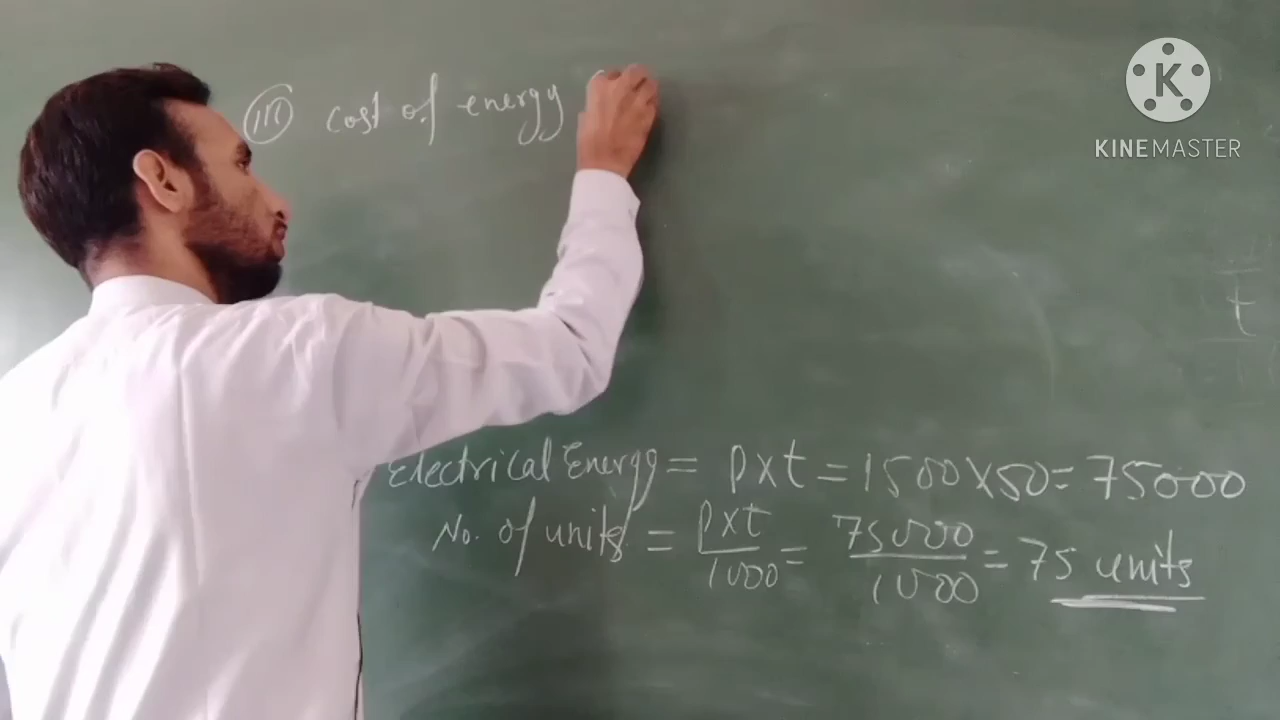 (iii) cost of energy
K
KINEMASTER
t
Electrical Energy = P×t = 1500×50= 75000
No. of units = P×t/1000 = 75000/1000 = 75 units